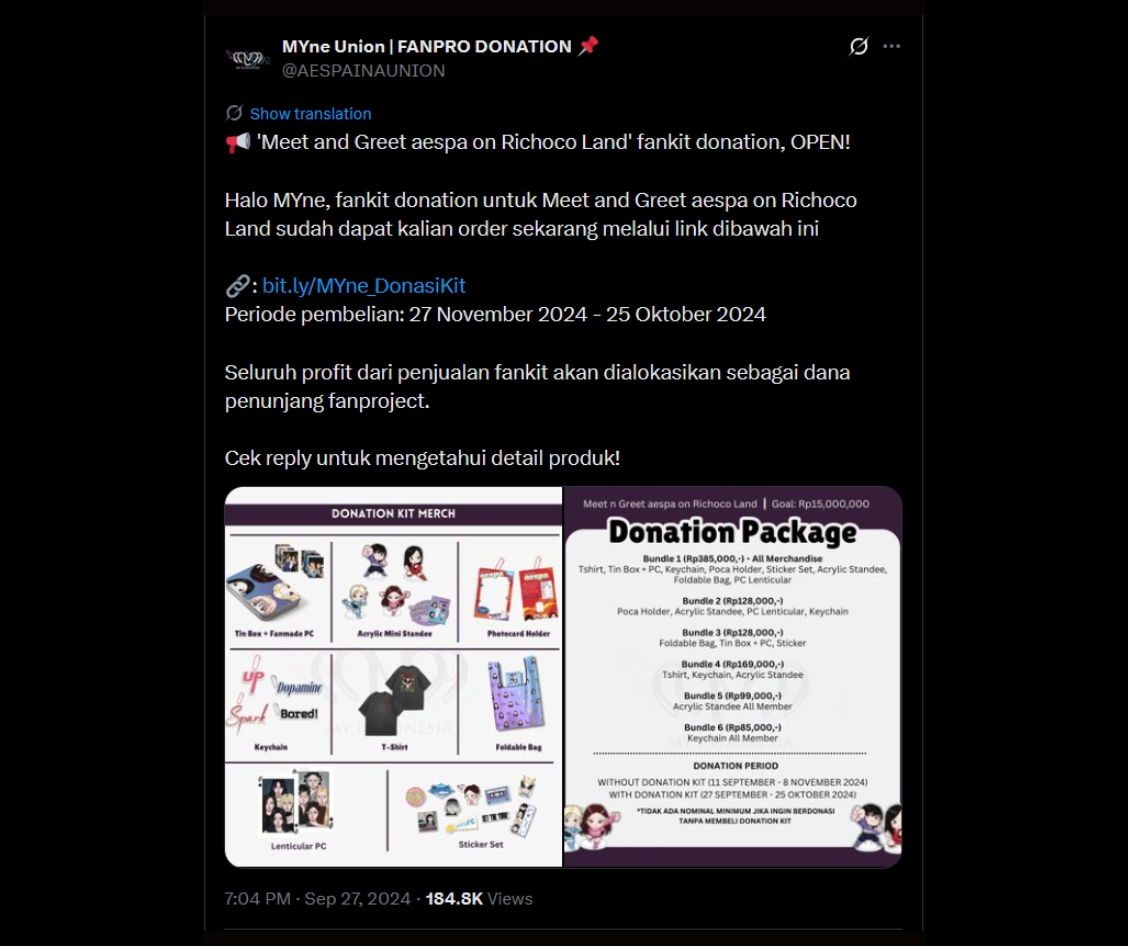 MYne Union | FANPRO DONATION 📌
@AESPAINAUNION
Show translation
📢 'Meet and Greet aespa on Richoco Land' fankit donation, OPEN!
Halo MYne, fankit donation untuk Meet and Greet aespa on Richoco
Land sudah dapat kalian order sekarang melalui link dibawah ini
🔗: bit.ly/MYne_DonasiKit
Periode pembelian: 27 November 2024 - 25 Oktober 2024
Seluruh profit dari penjualan fankit akan dialokasikan sebagai dana
penunjang fanproject.
Cek reply untuk mengetahui detail produk!
DONATION KIT MERCH
aespa
aespa
Tin Box + Fanmade PC
Acrylic Mini Standee
Photocard Holder
UP
Dopamine
Spark
Bored!
MY INDONESIA
Keychain
T-Shirt
Foldable Bag
Lenticular PC
Sticker Set
Meet n Greet aespa on Richoco Land | Goal: Rp15,000,000
Donation Package
Bundle 1 (Rp385,000,-) - All Merchandise
Tshirt, Tin Box + PC, Keychain, Poca Holder, Sticker Set, Acrylic Standee,
Foldable Bag, PC Lenticular
Bundle 2 (Rp128,000,-)
Poca Holder, Acrylic Standee, PC Lenticular, Keychain
Bundle 3 (Rp128,000,-)
Foldable Bag, Tin Box + PC, Sticker
Bundle 4 (Rp169,000,-)
Tshirt, Keychain, Acrylic Standee
Bundle 5 (Rp99,000,-)
Acrylic Standee All Member
Bundle 6 (Rp85,000,-)
Keychain All Member
MY INDONESIA
DONATION PERIOD
WITHOUT DONATION KIT (11 SEPTEMBER - 8 NOVEMBER 2024)
WITH DONATION KIT (27 SEPTEMBER - 25 OKTOBER 2024)
*TIDAK ADA NOMINAL MINIMUM JIKA INGIN BERDONASI
TANPA MEMBELI DONATION KIT
7:04 PM · Sep 27, 2024 · 184.8K Views